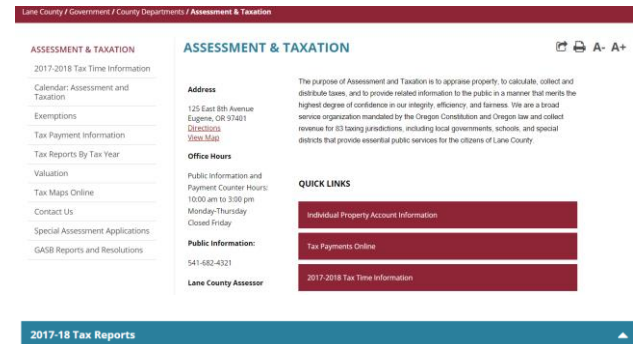 Lane County / Government / County Departments / Assessment & Taxation
ASSESSMENT & TAXATION
2017-2018 Tax Time Information
Calendar: Assessment and
Taxation
Exemptions
Tax Payment Information
Tax Reports By Tax Year
Valuation
Tax Maps Online
Contact Us
Special Assessment Applications
GASB Reports and Resolutions
ASSESSMENT & TAXATION
A- A+
Address
125 East 8th Avenue
Eugene, OR 97401
Directions
View Map
Office Hours
Public Information and
Payment Counter Hours:
10:00 am to 3:00 pm
Monday-Thursday
Closed Friday
Public Information:
541-682-4321
Lane County Assessor
The purpose of Assessment and Taxation is to appraise property, to calculate, collect and
distribute taxes, and to provide related information to the public in a manner that merits the
highest degree of confidence in our integrity, efficiency, and fairness. We are a broad
service organization mandated by the Oregon Constitution and Oregon law and collect
revenue for 83 taxing jurisdictions, including local governments, schools, and special
districts that provide essential public services for the citizens of Lane County.
QUICK LINKS
Individual Property Account Information
Tax Payments Online
2017-2018 Tax Time Information
2017-18 Tax Reports